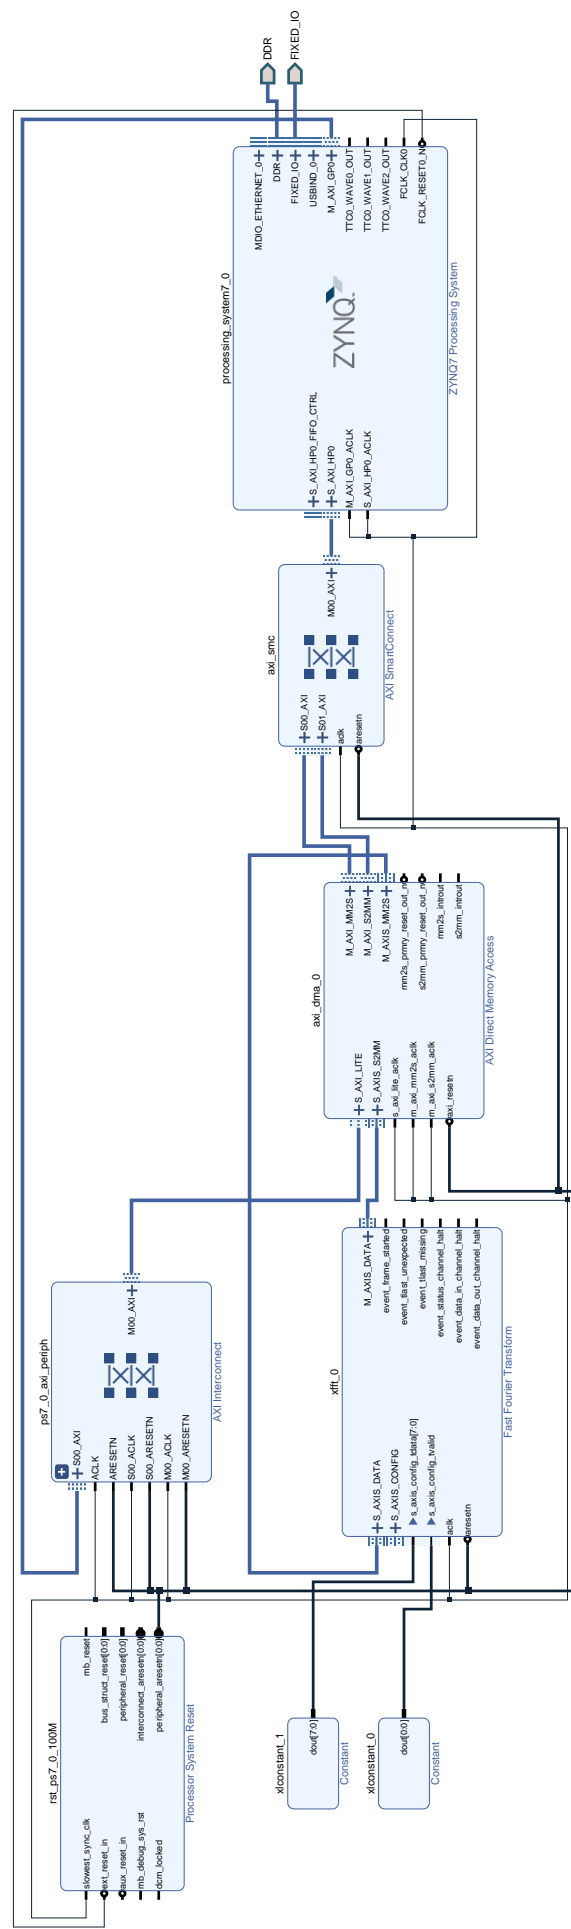 rst_ps7_0_100M
slowest_sync_clk
ext_reset_in
aux_reset_in
mb_debug_sys_rst
dcm_locked
mb_reset
bus_struct_reset[0:0]
peripheral_reset[0:0]
interconnect_aresetn[0:0]
peripheral_aresetn[0:0]
Processor System Reset
xlconstant_1
dout[7:0]
Constant
xlconstant_0
dout[0:0]
Constant
ps7_0_axi_periph
S00_AXI
ACLK
ARESETN
S00_ACLK
S00_ARESETN
M00_ACLK
M00_ARESETN
M00_AXI
AXI Interconnect
xfft_0
S_AXIS_DATA
S_AXIS_CONFIG
s_axis_config_tdata[7:0]
s_axis_config_tvalid
aclk
aresetn
M_AXIS_DATA
event_frame_started
event_tlast_unexpected
event_tlast_missing
event_status_channel_halt
event_data_in_channel_halt
event_data_out_channel_halt
Fast Fourier Transform
axi_dma_0
S_AXI_LITE
S_AXIS_S2MM
s_axi_lite_aclk
m_axi_mm2s_aclk
m_axi_s2mm_aclk
axi_resetn
M_AXI_MM2S
M_AXI_S2MM
M_AXIS_MM2S
mm2s_prmry_reset_out_n
s2mm_prmry_reset_out_n
mm2s_introut
s2mm_introut
AXI Direct Memory Access
axi_smc
S00_AXI
S01_AXI
aclk
aresetn
M00_AXI
AXI SmartConnect
processing_system7_0
S_AXI_HP0_FIFO_CTRL
S_AXI_HP0
M_AXI_GP0_ACLK
S_AXI_HP0_ACLK
ZYNQ
MDIO_ETHERNET_0
DDR
FIXED_IO
USBIND_0
M_AXI_GP0
TTC0_WAVE0_OUT
TTC0_WAVE1_OUT
TTC0_WAVE2_OUT
FCLK_CLK0
FCLK_RESET0_N
ZYNQ7 Processing System
DDR
FIXED_IO